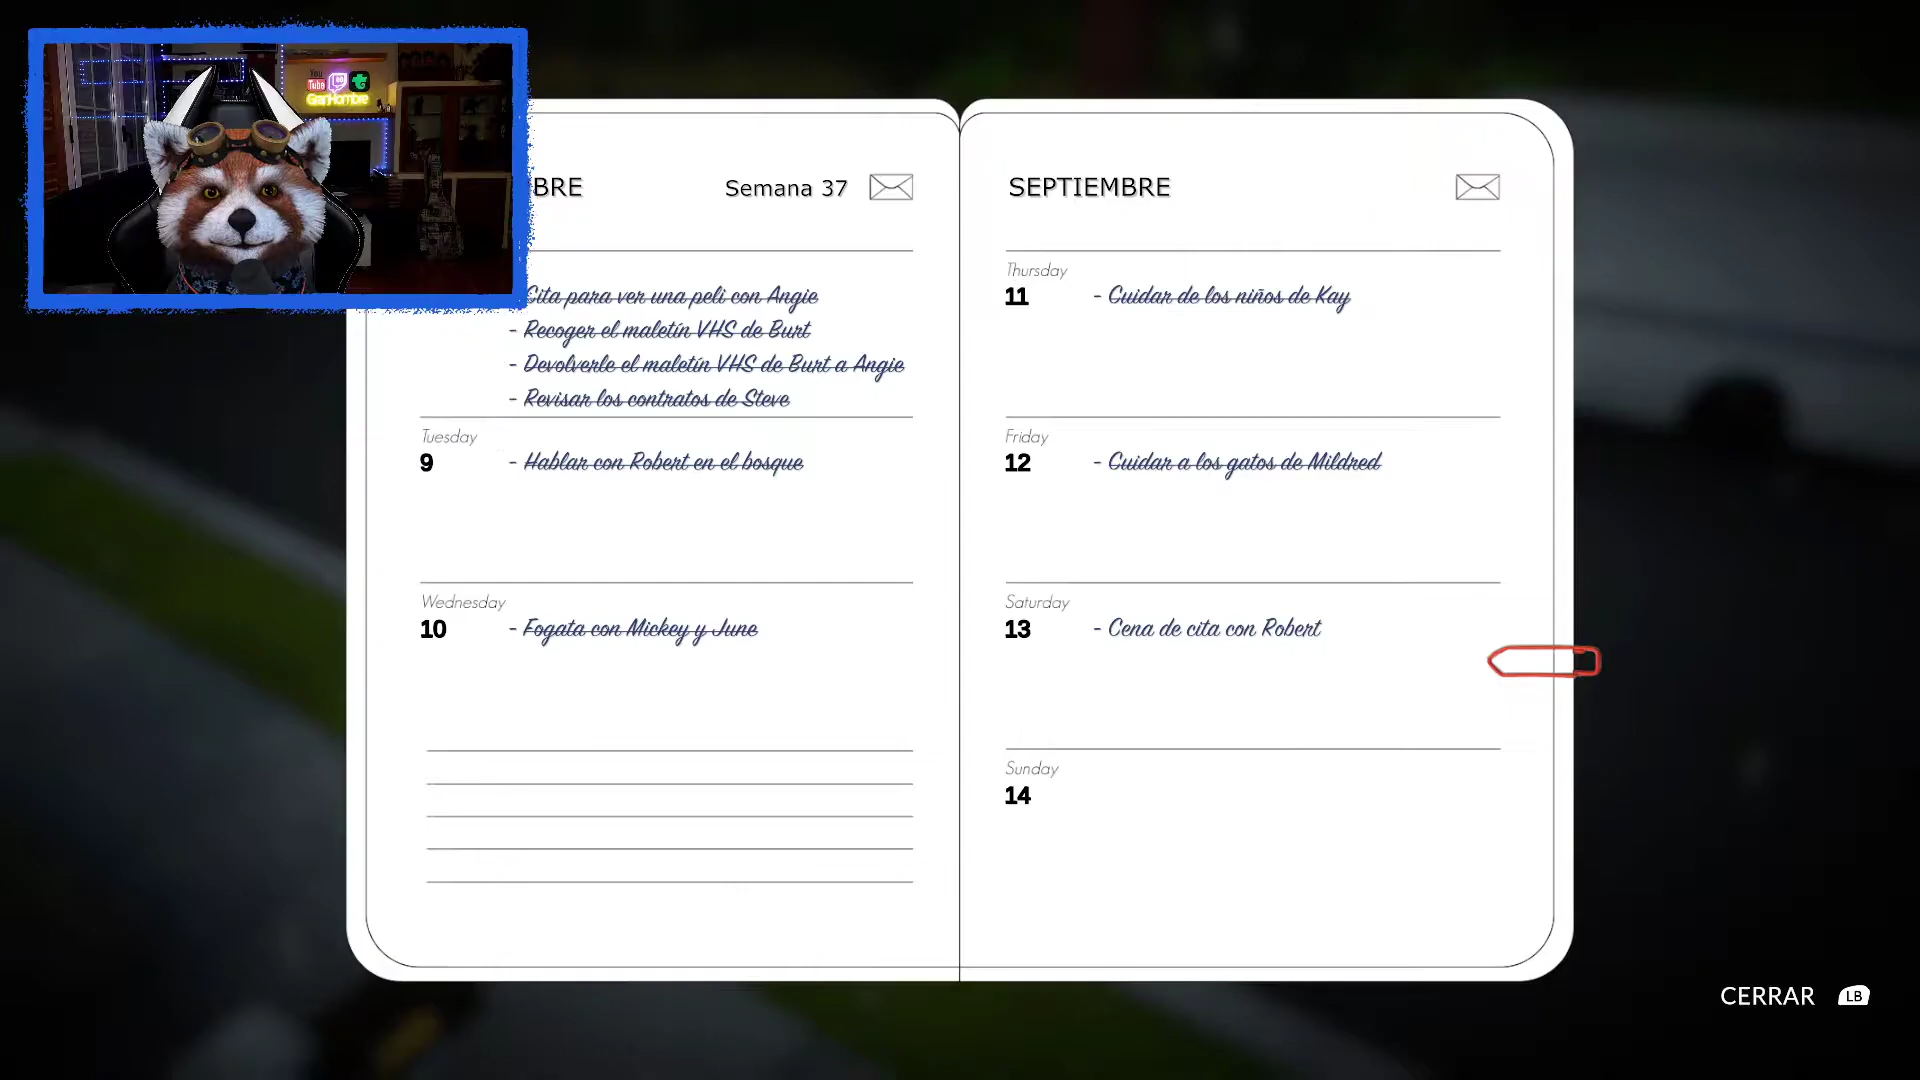 You
Tube
GranHombre
BRE
Semana 37
Cita para ver una peli con Angie
- Recoger el maletín VHS de Burt
- Devolverle el maletín VHS de Burt a Angie
- Revisar los contratos de Steve
Tuesday
9
- Hablar con Robert en el bosque
Wednesday
10
- Fogata con Mickey y June
SEPTIEMBRE
Thursday
11
- Cuidar de los niños de Kay
Friday
12
- Cuidar a los gatos de Mildred
Saturday
13
- Cena de cita con Robert
Sunday
14
CERRAR LB